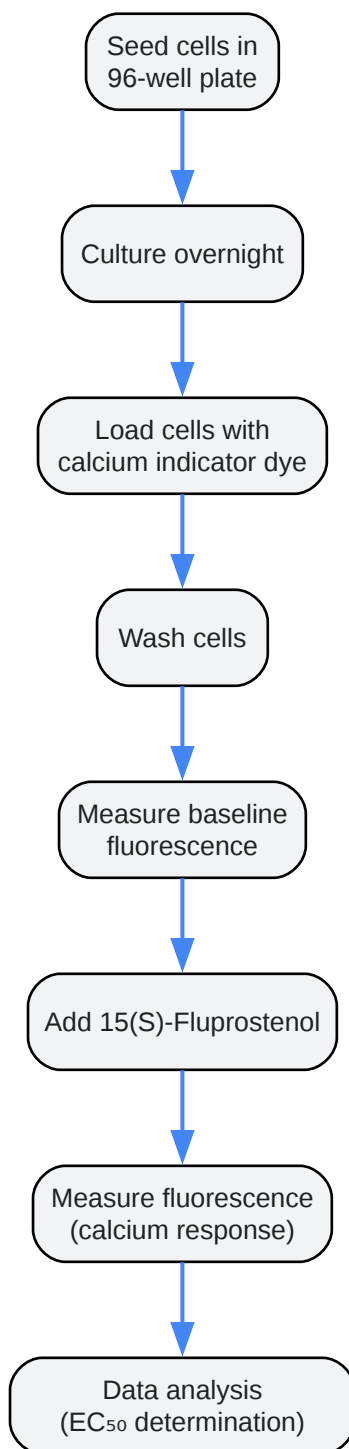 Seed cells in
96-well plate
Culture overnight
Load cells with
calcium indicator dye
Wash cells
Measure baseline
fluorescence
Add 15(S)-Fluprostenol
Measure fluorescence
(calcium response)
Data analysis
(EC₅₀ determination)